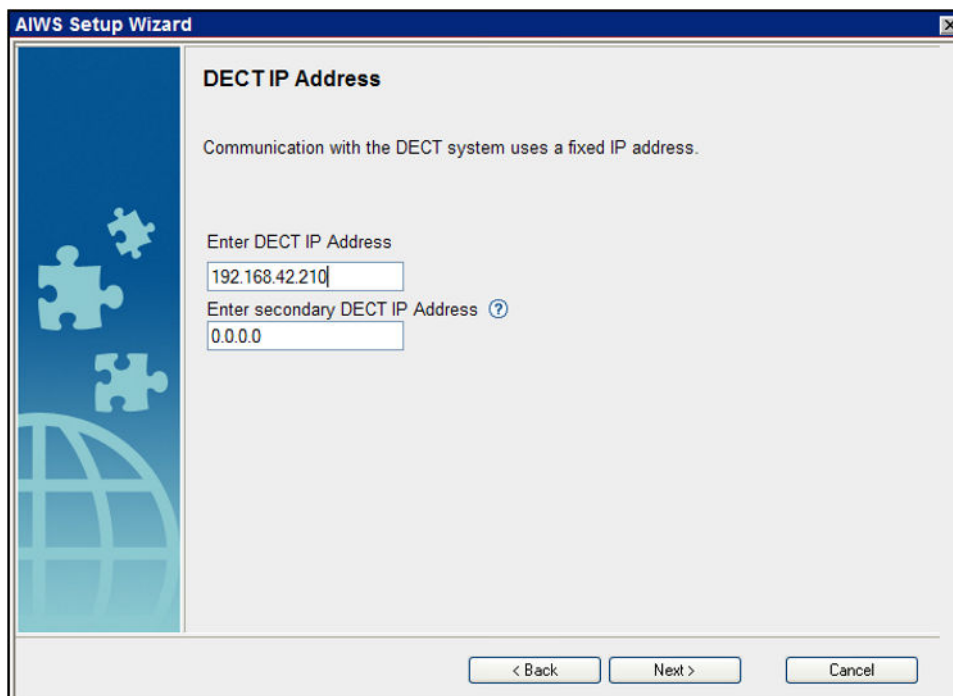 AIWS Setup Wizard
DECT IP Address
Communication with the DECT system uses a fixed IP address.
Enter DECT IP Address
192.168.42.210
Enter secondary DECT IP Address ?
0.0.0.0
< Back Next > Cancel